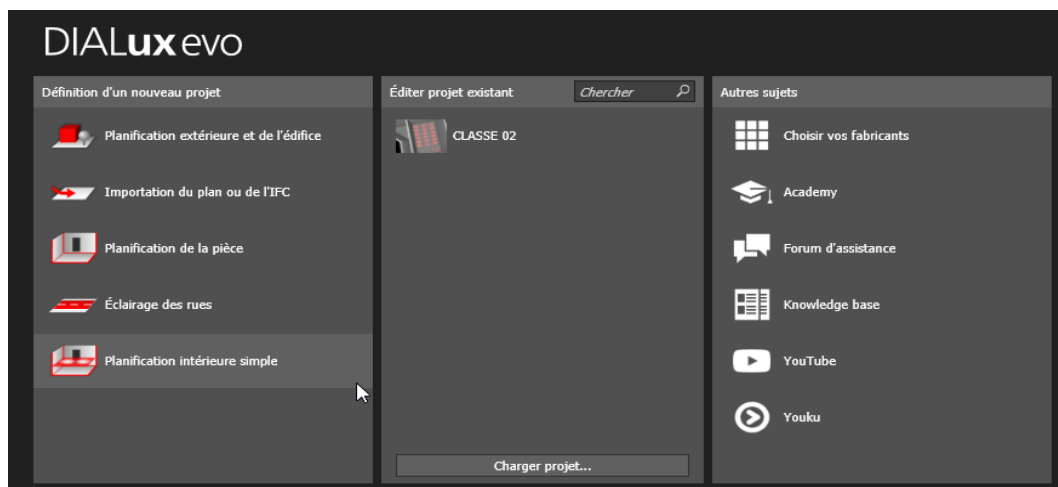 DIALux evo
Définition d'un nouveau projet
Planification extérieure et de l'édifice
Importation du plan ou de l'IFC
Planification de la pièce
Éclairage des rues
Planification intérieure simple
Éditer projet existant
Chercher
CLASSE 02
Charger projet...
Autres sujets
Choisir vos fabricants
Academy
Forum d'assistance
Knowledge base
YouTube
Youku